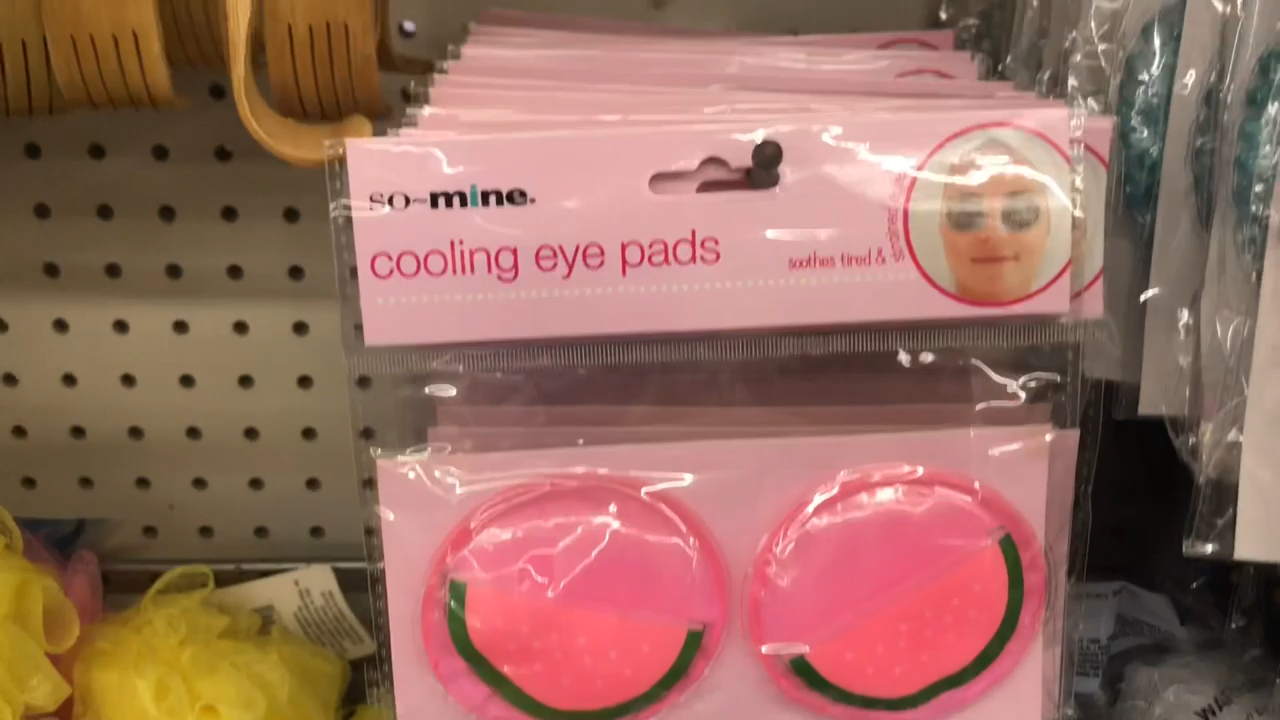 so~mine.
cooling eye pads
soothes tired &